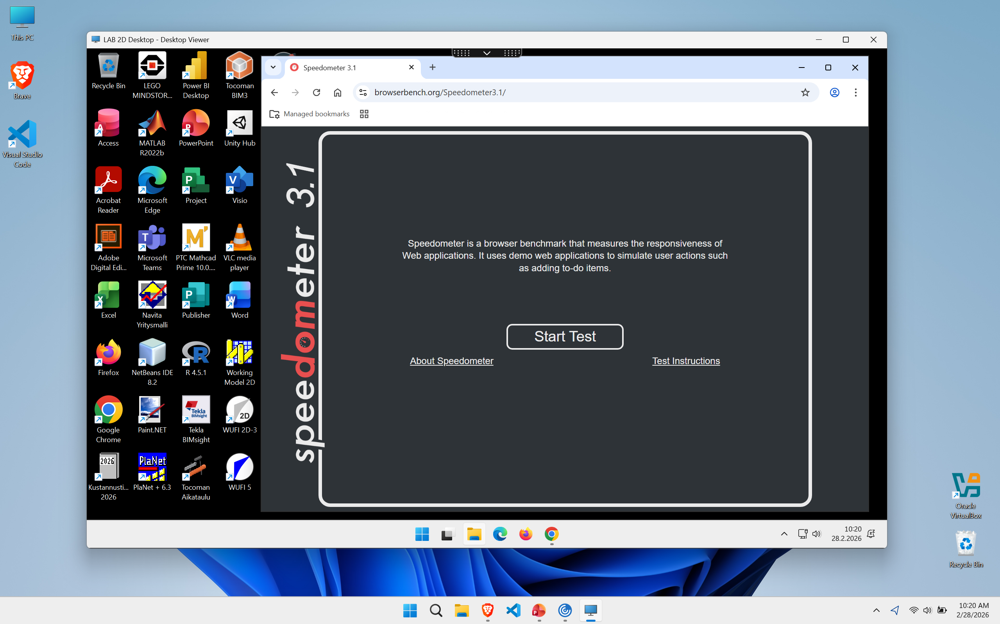 This PC
Brave
Visual Studio
Code
LAB 2D Desktop - Desktop Viewer
Recycle Bin
LEGO
MINDSTOR...
Power BI
Desktop
Tocoman
BIM3
Access
MATLAB
R2022b
PowerPoint
Unity Hub
Acrobat
Reader
Microsoft
Edge
Project
Visio
Adobe
Digital Edi...
Microsoft
Teams
PTC Mathcad
Prime 10.0....
VLC media
player
Excel
Navita
Yritysmalli
Publisher
Word
Firefox
NetBeans IDE
8.2
R 4.5.1
Working
Model 2D
Google
Chrome
Paint.NET
Tekla
BIMsight
Tekla
BIMsight
2D
WUFI 2D-3
2026
Kustannusti...
2026
PlaNet
PlaNet + 6.3
Tocoman
Aikataulu
WUFI 5
Speedometer 3.1
browserbench.org/Speedometer3.1/
Managed bookmarks
speedometer 3.1
Speedometer is a browser benchmark that measures the responsiveness of
Web applications. It uses demo web applications to simulate user actions such
as adding to-do items.
Start Test
About Speedometer
Test Instructions
10:20
28.2.2026
Oracle
VirtualBox
Recycle Bin
10:20 AM
2/28/2026